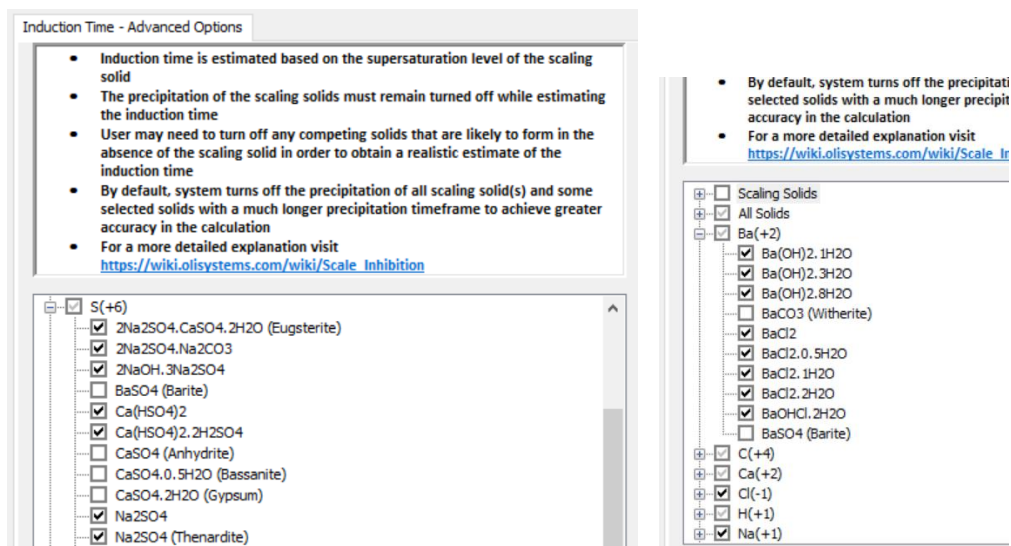 Induction Time - Advanced Options
• Induction time is estimated based on the supersaturation level of the scaling
solid
• The precipitation of the scaling solids must remain turned off while estimating
the induction time
• User may need to turn off any competing solids that are likely to form in the
absence of the scaling solid in order to obtain a realistic estimate of the
induction time
• By default, system turns off the precipitation of all scaling solid(s) and some
selected solids with a much longer precipitation timeframe to achieve greater
accuracy in the calculation
• For a more detailed explanation visit
https://wiki.olisystems.com/wiki/Scale_Inhibition
S(+6)
2Na2SO4.CaSO4.2H2O (Eugsterite)
2Na2SO4.Na2CO3
2NaOH.3Na2SO4
BaSO4 (Barite)
Ca(HSO4)2
Ca(HSO4)2.2H2SO4
CaSO4 (Anhydrite)
CaSO4.0.5H2O (Bassanite)
CaSO4.2H2O (Gypsum)
Na2SO4
Na2SO4 (Thenardite)
• By default, system turns off the precipitati
selected solids with a much longer precipit
accuracy in the calculation
• For a more detailed explanation visit
https://wiki.olisystems.com/wiki/Scale_In
Scaling Solids
All Solids
Ba(+2)
Ba(OH)2.1H2O
Ba(OH)2.3H2O
Ba(OH)2.8H2O
BaCO3 (Witherite)
BaCl2
BaCl2.0.5H2O
BaCl2.1H2O
BaCl2.2H2O
BaOHCl.2H2O
BaSO4 (Barite)
C(+4)
Ca(+2)
Cl(-1)
H(+1)
Na(+1)